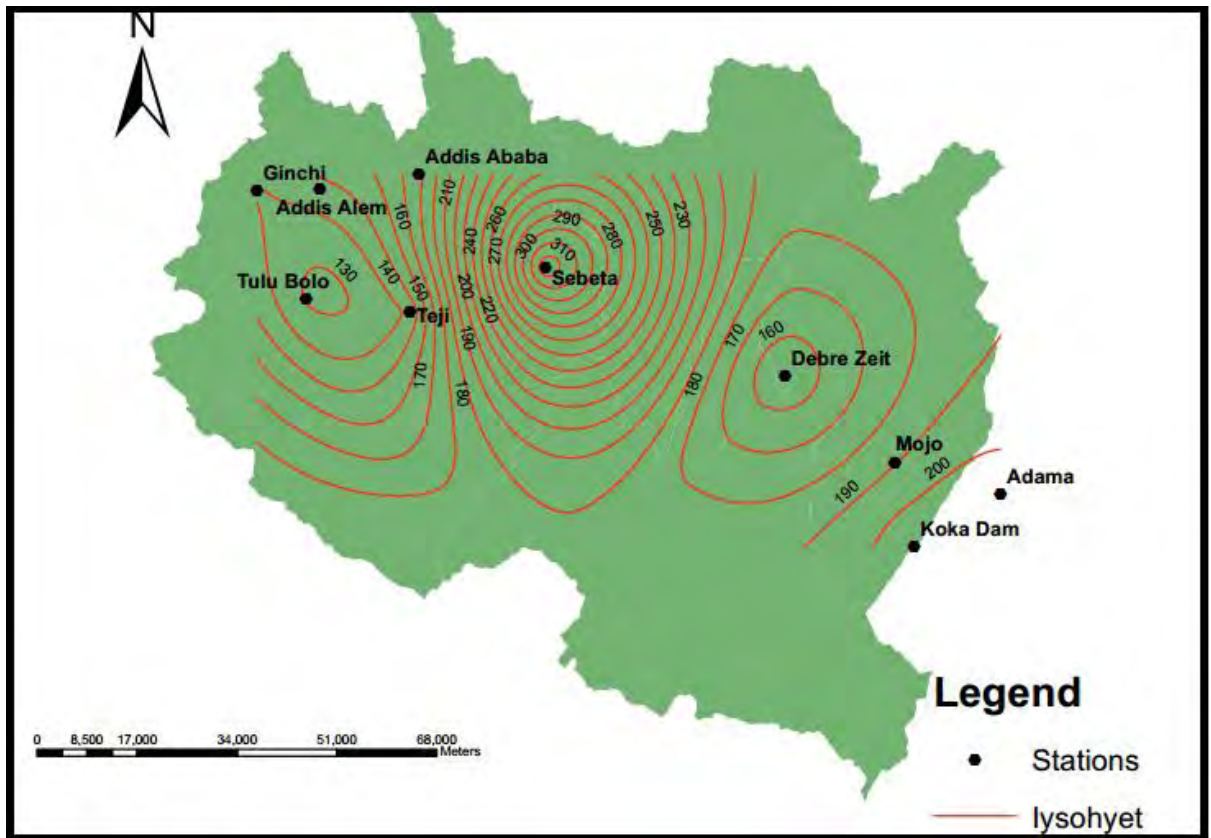 N
Addis Ababa
Ginchi
Addis Alem
160
210
240
260
270
290
300
310
280
250
230
Sebeta
Tulu Bolo
130
140
150
Teji
200
220
190
170
180
170
160
180
Debre Zeit
Mojo
190
200
Adama
Koka Dam
Legend
Stations
lysohyet
0 8,500 17,000 34,000 51,000 68,000
Meters